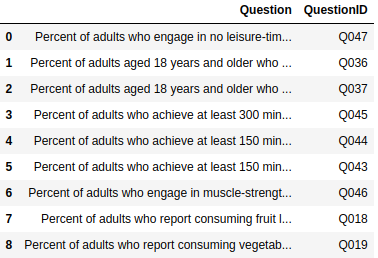 Question QuestionID
0 Percent of adults who engage in no leisure-tim... Q047
1 Percent of adults aged 18 years and older who ... Q036
2 Percent of adults aged 18 years and older who ... Q037
3 Percent of adults who achieve at least 300 min... Q045
4 Percent of adults who achieve at least 150 min... Q044
5 Percent of adults who achieve at least 150 min... Q043
6 Percent of adults who engage in muscle-strengt... Q046
7 Percent of adults who report consuming fruit l... Q018
8 Percent of adults who report consuming vegetab... Q019